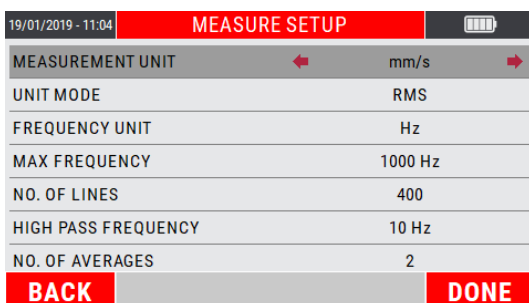 19/01/2019 - 11:04 MEASURE SETUP
MEASUREMENT UNIT mm/s
UNIT MODE RMS
FREQUENCY UNIT Hz
MAX FREQUENCY 1000 Hz
NO. OF LINES 400
HIGH PASS FREQUENCY 10 Hz
NO. OF AVERAGES 2
BACK DONE